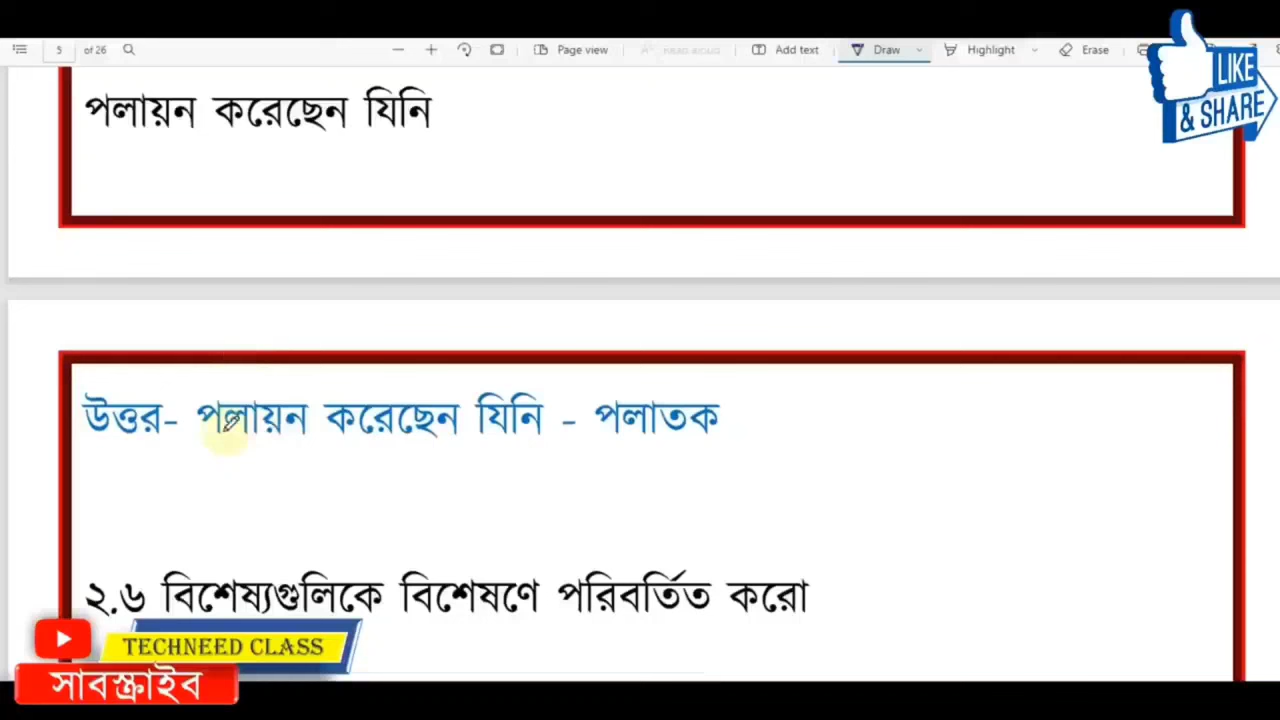 5 of 26 Page view Add text Draw Highlight Erase
LIKE
& SHARE
পলায়ন করেছেন যিনি
উত্তর- পলায়ন করেছেন যিনি - পলাতক
২.৬ বিশেষ্যগুলিকে বিশেষণে পরিবর্তিত করো
TECHNEED CLASS
সাবস্ক্রাইব